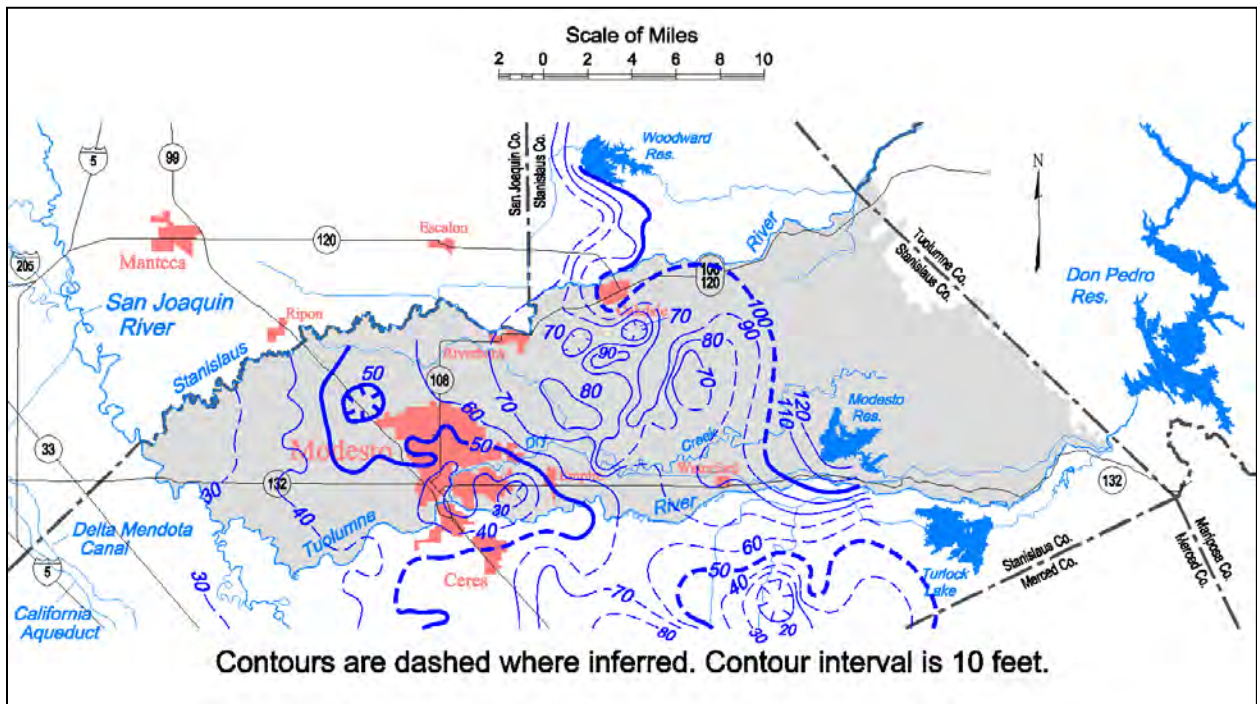 Scale of Miles
2 0 2 4 6 8 10
Woodward
Res.
San Joaquin Co.
Stanislaus Co.
N
5
99
Escalon
120
205
Manteca
River
Tuolumne Co.
Stanislaus Co.
Don Pedro
Res.
San Joaquin
River
Ripon
108
120
Oakdale
100
70
70
90
90
80
80
70
Stanislaus
Riverbank
50
108
60
70
Modesto
Res.
120
110
33
Modesto
50
Dry
Creek
Empire
Waterford
30
132
40
30
River
132
Delta Mendota
Canal
Tuolumne
40
60
50
Stanislaus Co.
Merced Co.
Mariposa Co.
Merced Co.
5
30
Ceres
70
40
Turlock
Lake
California
Aqueduct
80
30
20
Contours are dashed where inferred. Contour interval is 10 feet.